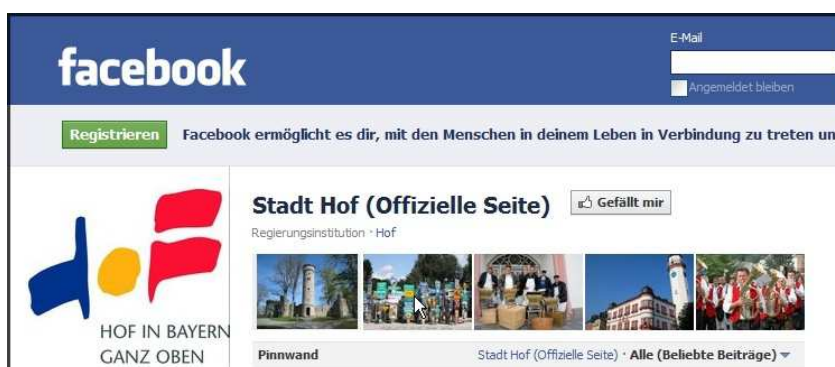 facebook
E-Mail
Angemeldet bleiben
Registrieren
Facebook ermöglicht es dir, mit den Menschen in deinem Leben in Verbindung zu treten un
hoF
HOF IN BAYERN
GANZ OBEN
Stadt Hof (Offizielle Seite)
Gefällt mir
Regierungsinstitution · Hof
Pinnwand
Stadt Hof (Offizielle Seite) · Alle (Beliebte Beiträge)